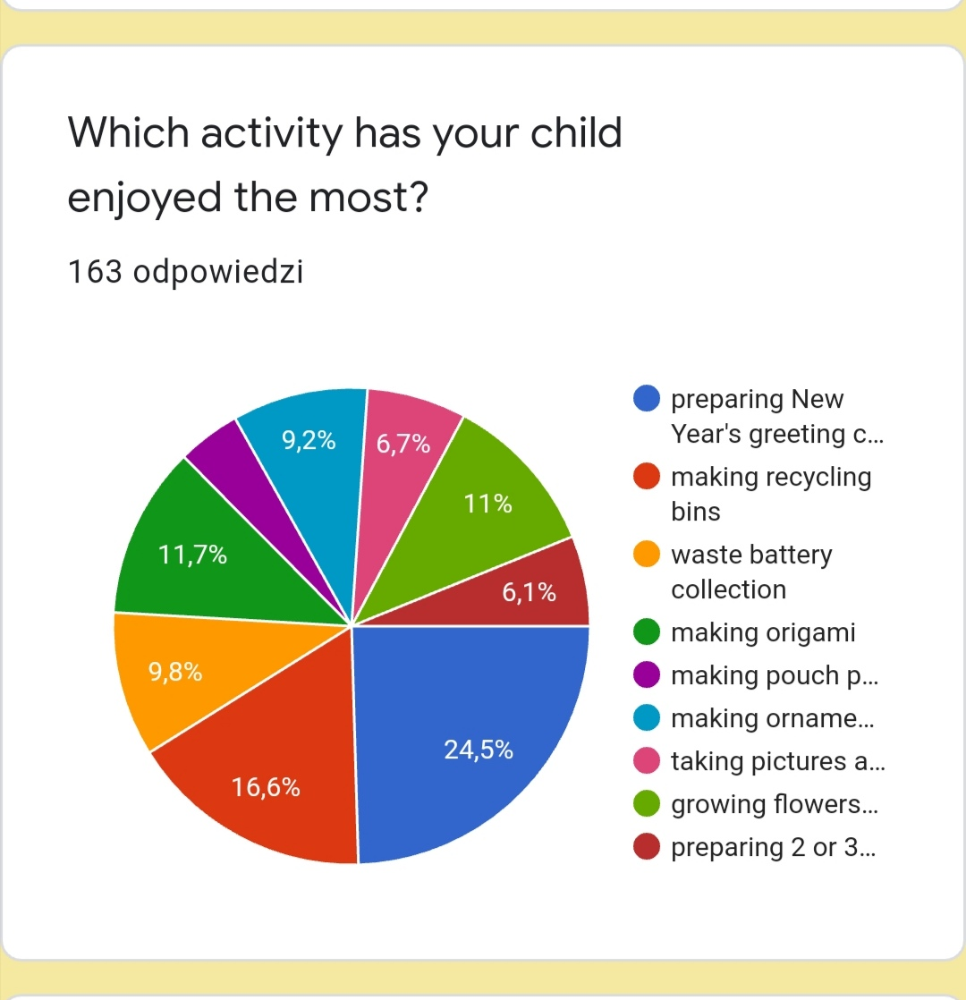 Which activity has your child
enjoyed the most?
163 odpowiedzi
9,2%
6,7%
11%
11,7%
6,1%
9,8%
24,5%
16,6%
preparing New
Year's greeting c...
making recycling
bins
waste battery
collection
making origami
making pouch p...
making orname...
taking pictures a...
growing flowers...
preparing 2 or 3...